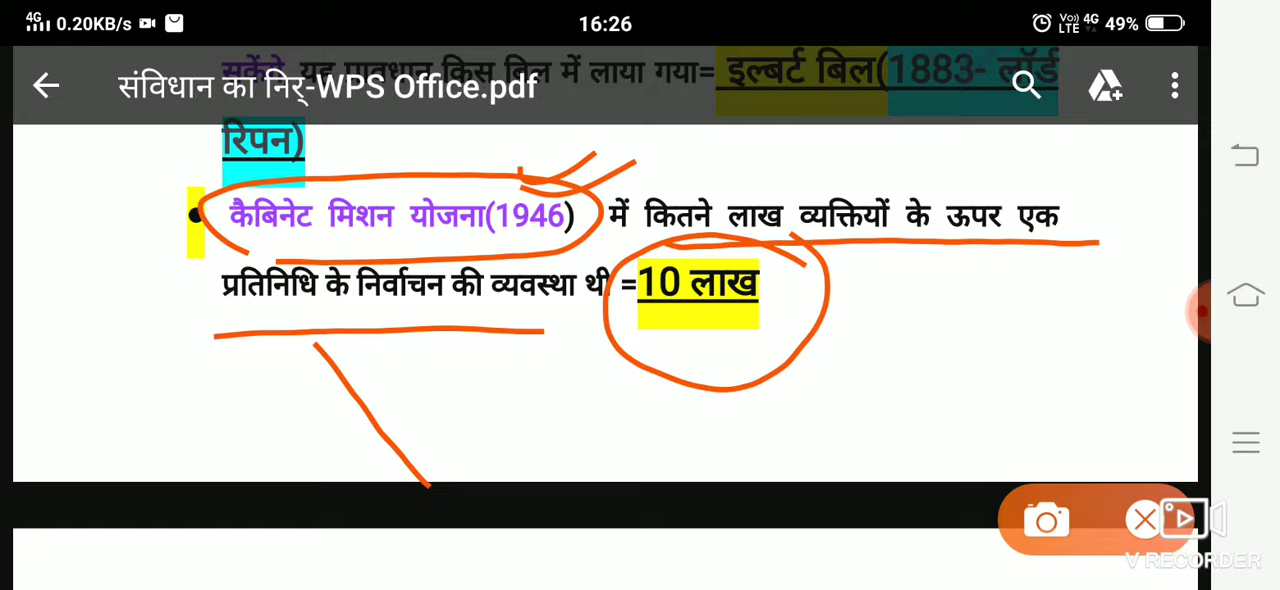 4G 0.20KB/s 16:26 Vo) LTE 4G 49%
सकेंगे यह प्रावधान किस बिल में लाया गया= इल्बर्ट बिल(1883- लॉर्ड
संविधान का निर्-WPS Office.pdf
रिपन)
● कैबिनेट मिशन योजना(1946) में कितने लाख व्यक्तियों के ऊपर एक
प्रतिनिधि के निर्वाचन की व्यवस्था थी =10 लाख
V RECORDER